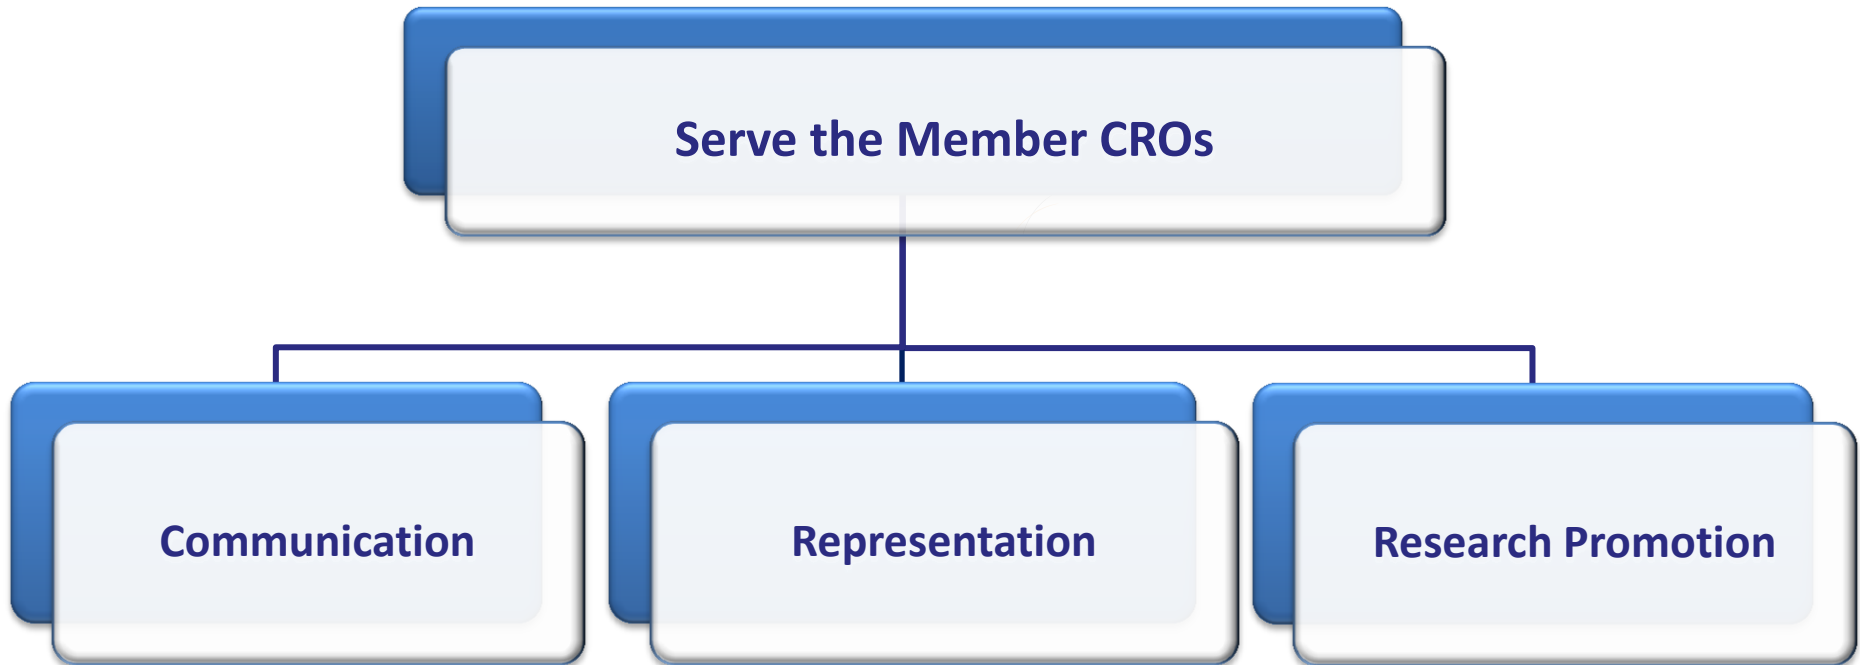 Serve the Member CROs
Communication
Representation
Research Promotion